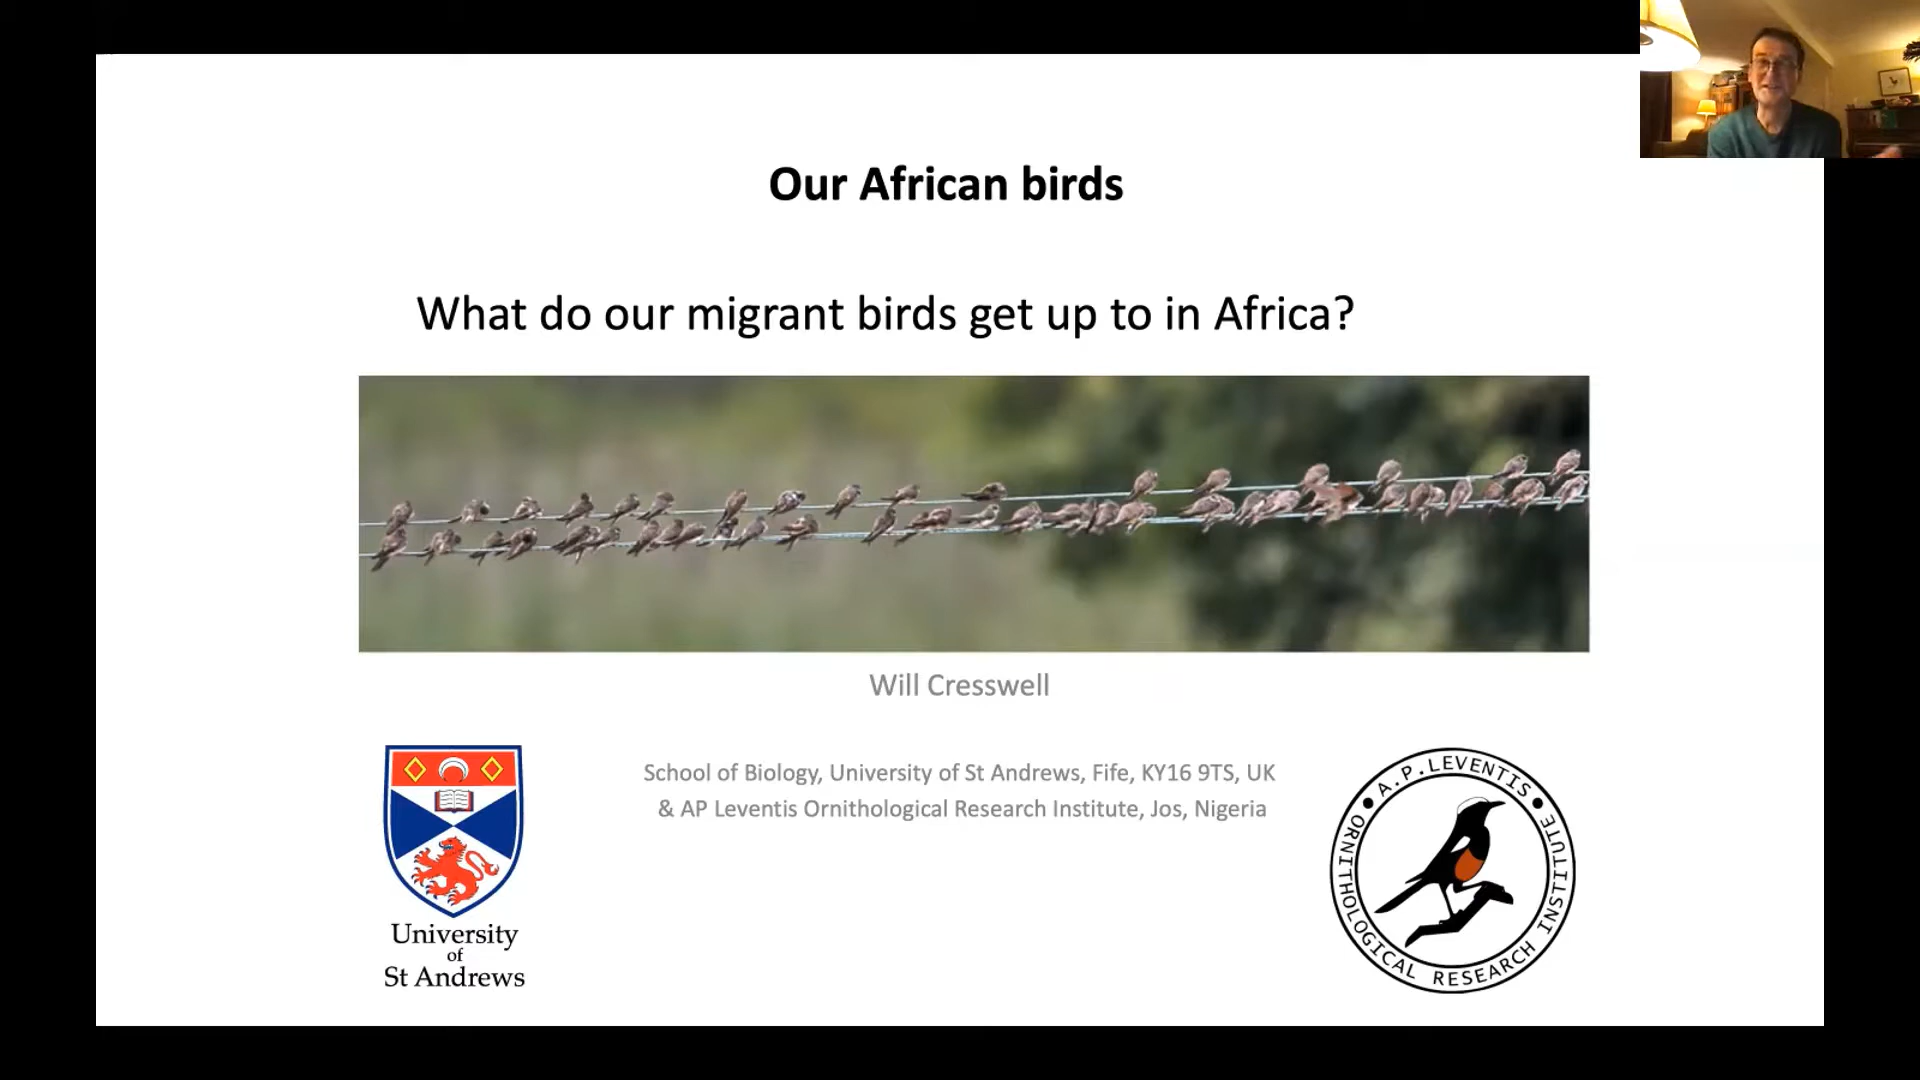 Our African birds
What do our migrant birds get up to in Africa?
Will Cresswell
School of Biology, University of St Andrews, Fife, KY16 9TS, UK
& AP Leventis Ornithological Research Institute, Jos, Nigeria
University
of
St Andrews
A.P.LEVENTIS
ORNITHOLOGICAL RESEARCH INSTITUTE